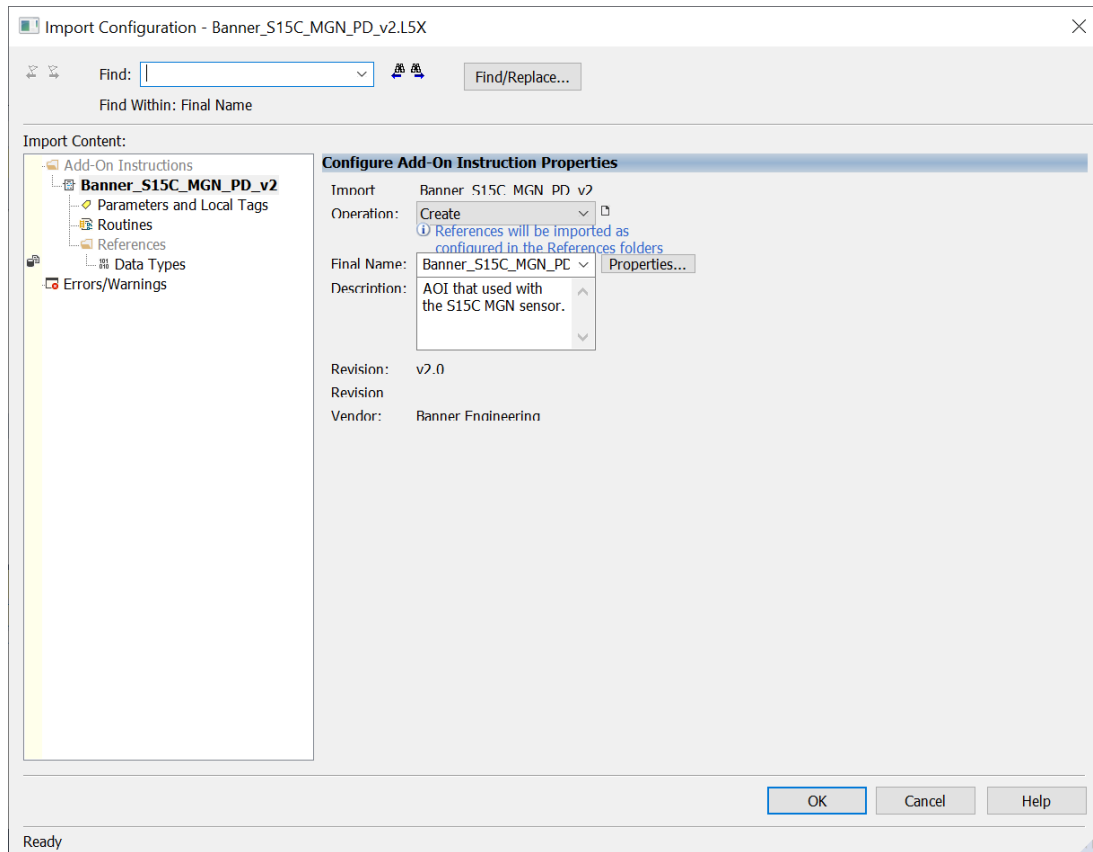 Import Configuration - Banner_S15C_MGN_PD_v2.L5X
Find:
Find/Replace...
Find Within: Final Name
Import Content:
Add-On Instructions
Banner_S15C_MGN_PD_v2
Parameters and Local Tags
Routines
References
Data Types
Errors/Warnings
Configure Add-On Instruction Properties
Import Banner_S15C_MGN_PD_v2
Operation: Create
References will be imported as
configured in the References folders
Final Name: Banner_S15C_MGN_PD Properties...
Description: AOI that used with
the S15C MGN sensor.
Revision: v2.0
Revision
Vendor: Banner Engineering
OK Cancel Help
Ready